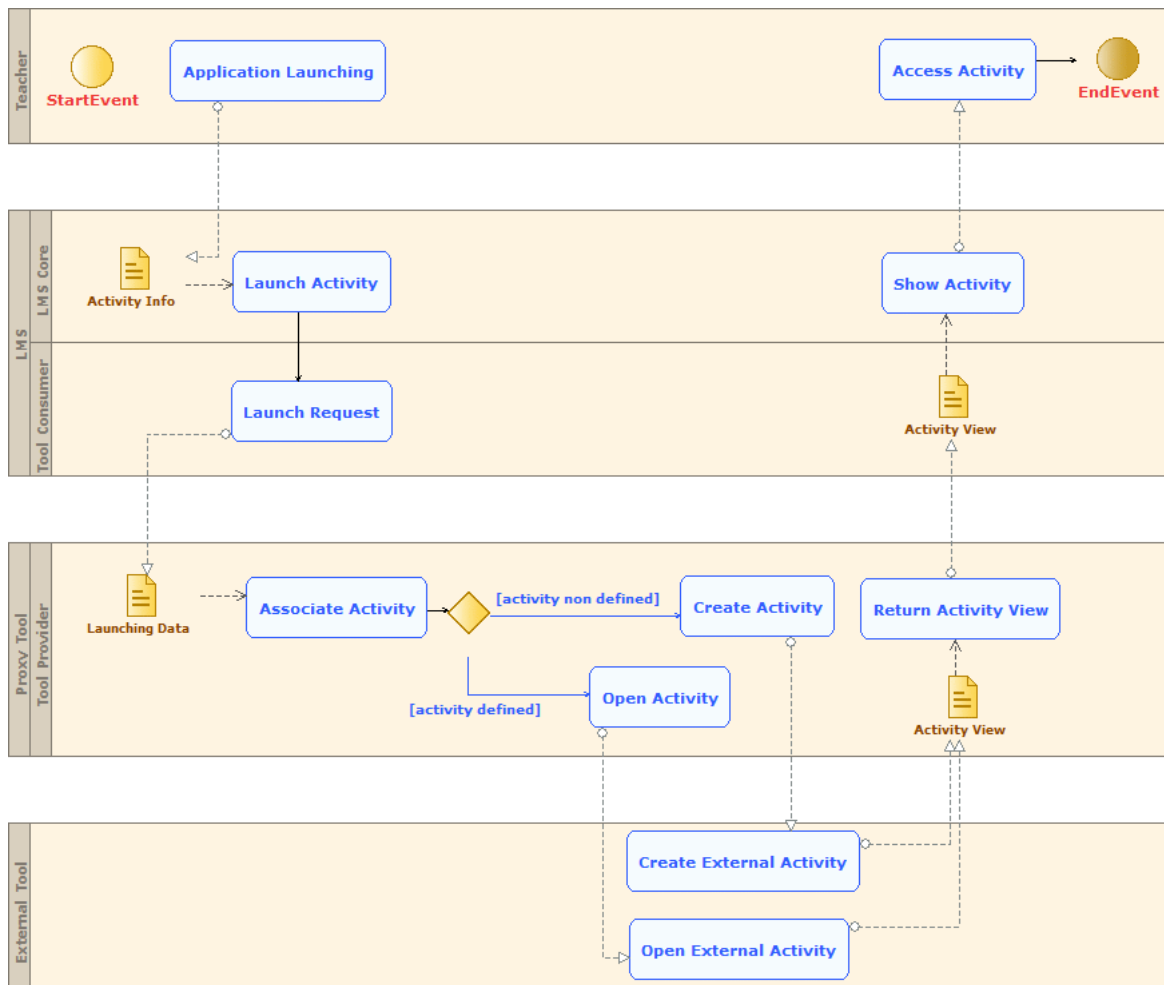 Teacher
StartEvent
Application Launching
Access Activity
EndEvent
LMS
LMS Core
Activity Info
Launch Activity
Show Activity
Tool Consumer
Launch Request
Activity View
Proxy Tool
Tool Provider
Launching Data
Associate Activity
[activity non defined]
Create Activity
Return Activity View
[activity defined]
Open Activity
Activity View
External Tool
Create External Activity
Open External Activity